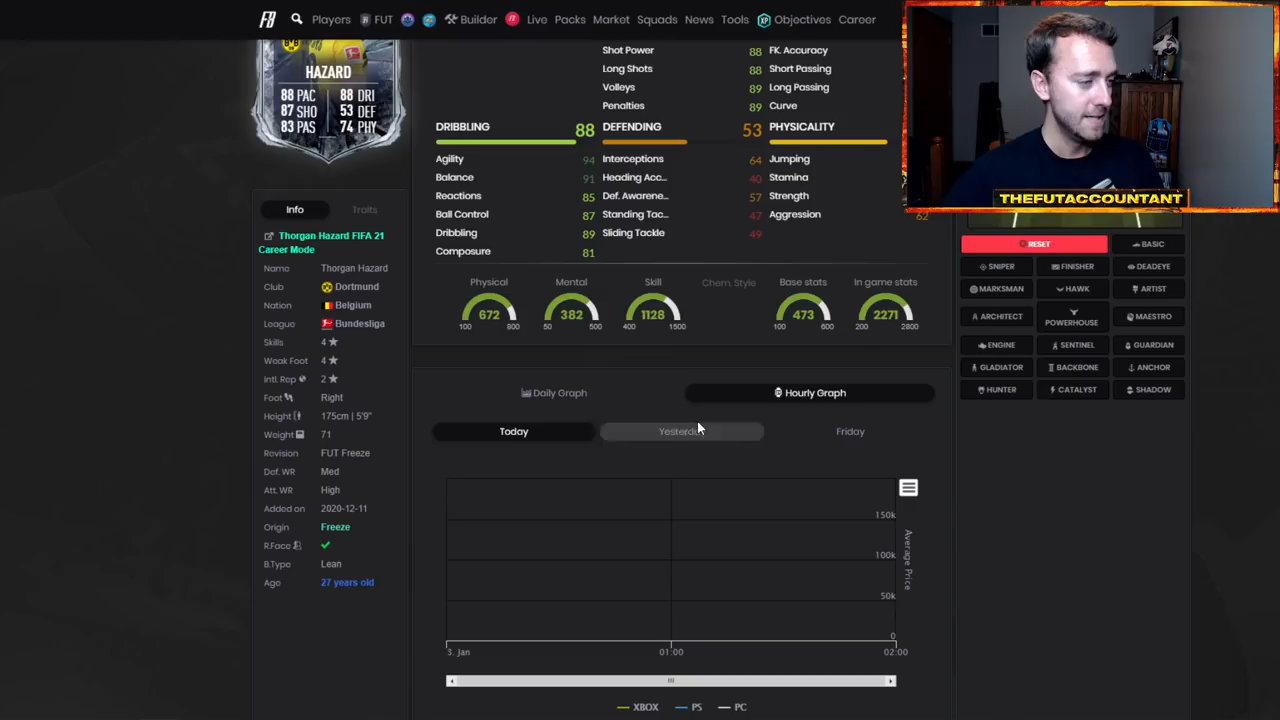 FB Players FUT Builder Live Packs Market Squads News Tools XP Objectives Career
HAZARD
88 PAC 88 DRI
87 SHO 53 DEF
83 PAS 74 PHY
Shot Power 88 FK. Accuracy
Long Shots 88 Short Passing
Volleys 89 Long Passing
Penalties 89 Curve
DRIBBLING 88 DEFENDING 53 PHYSICALITY
Agility 94 Interceptions 64 Jumping
Balance 91 Heading Acc... 40 Stamina
Reactions 85 Def. Awarene... 57 Strength
Ball Control 87 Standing Tac... 47 Aggression 62
Dribbling 89 Sliding Tackle 49
Composure 81
THEFUTACCOUNTANT
Physical Mental Skill Chem. Style Base stats In game stats
672 382 1128 473 2271
100 800 50 500 400 1500 100 600 200 2800
Info Traits
Thorgan Hazard FIFA 21
Career Mode
Name Thorgan Hazard
Club Dortmund
Nation Belgium
League Bundesliga
Skills 4
Weak Foot 4
Intl. Rep 2
Foot Right
Height 175cm | 5'9"
Weight 71
Revision FUT Freeze
Def. WR Med
Att. WR High
Added on 2020-12-11
Origin Freeze
R.Face
B.Type Lean
Age 27 years old
RESET BASIC
SNIPER FINISHER DEADEYE
MARKSMAN HAWK ARTIST
ARCHITECT POWERHOUSE MAESTRO
ENGINE SENTINEL GUARDIAN
GLADIATOR BACKBONE ANCHOR
HUNTER CATALYST SHADOW
Daily Graph Hourly Graph
Today Yesterday Friday
150k
100k
50k
0
Average Price
3. Jan 01:00 02:00
XBOX PS PC